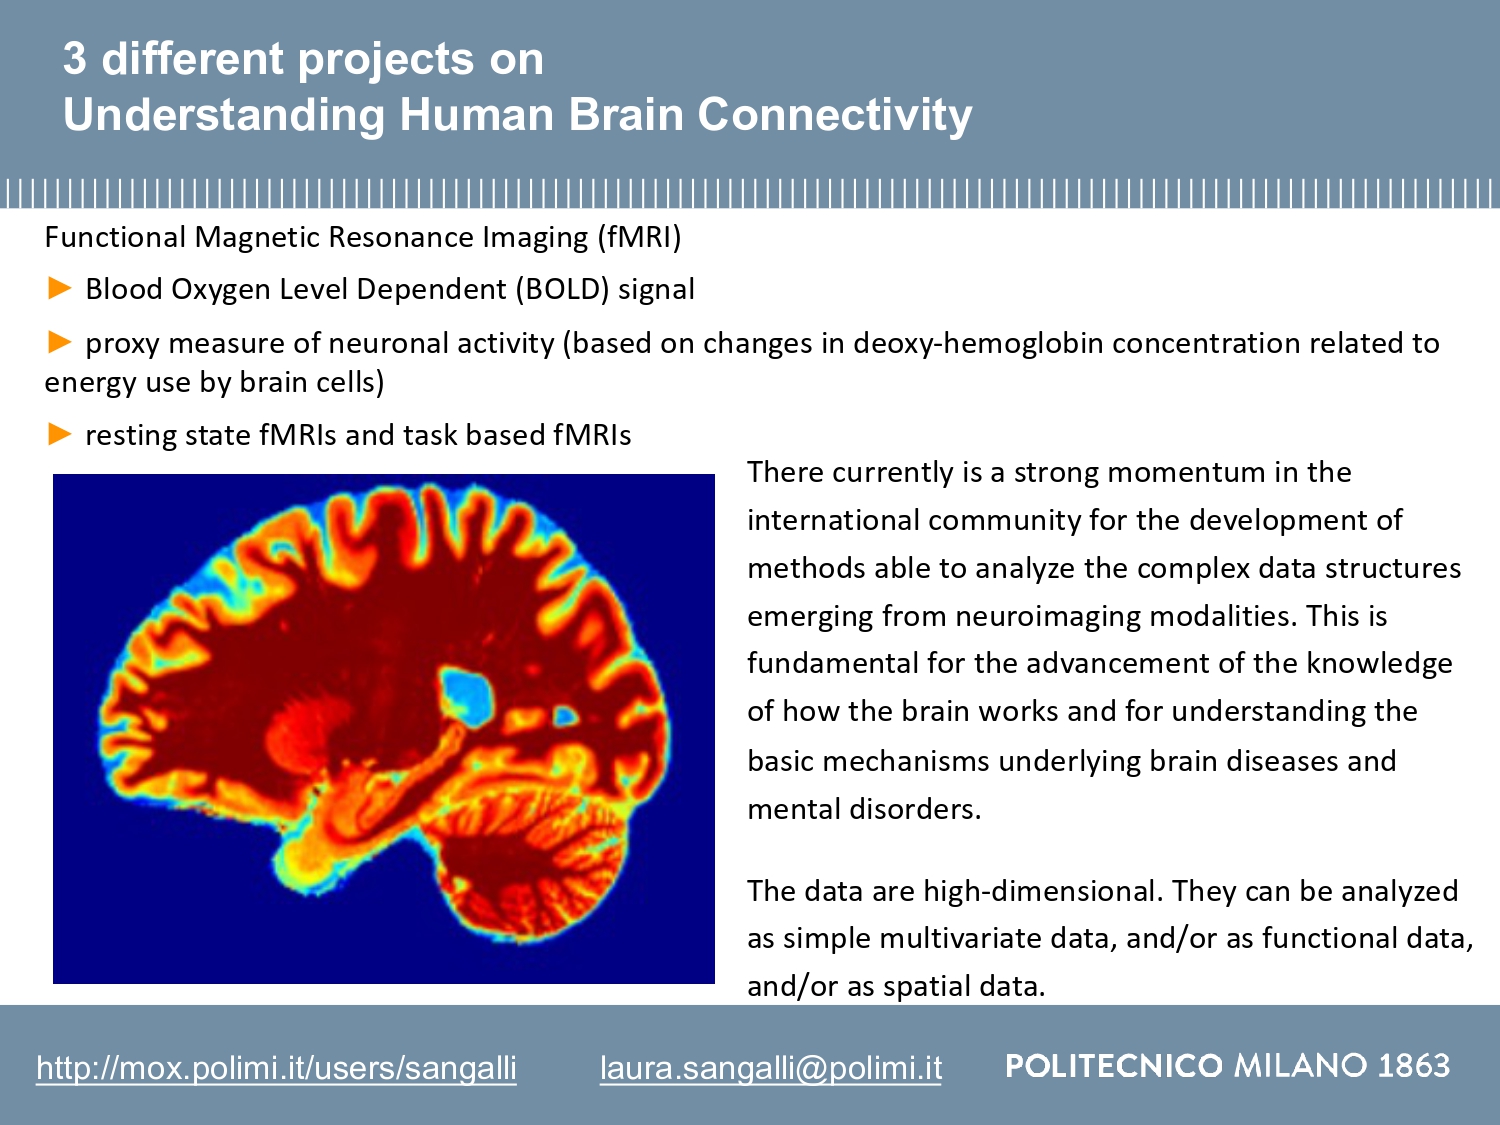 3 different projects on
Understanding Human Brain Connectivity
Functional Magnetic Resonance Imaging (fMRI)
► Blood Oxygen Level Dependent (BOLD) signal
► proxy measure of neuronal activity (based on changes in deoxy-hemoglobin concentration related to
energy use by brain cells)
► resting state fMRIs and task based fMRIs
There currently is a strong momentum in the
international community for the development of
methods able to analyze the complex data structures
emerging from neuroimaging modalities. This is
fundamental for the advancement of the knowledge
of how the brain works and for understanding the
basic mechanisms underlying brain diseases and
mental disorders.
The data are high-dimensional. They can be analyzed
as simple multivariate data, and/or as functional data,
and/or as spatial data.
http://mox.polimi.it/users/sangalli laura.sangalli@polimi.it POLITECNICO MILANO 1863